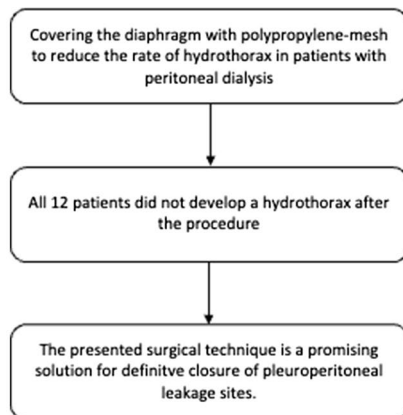 Covering the diaphragm with polypropylene-mesh
to reduce the rate of hydrothorax in patients with
peritoneal dialysis
All 12 patients did not develop a hydrothorax after
the procedure
The presented surgical technique is a promising
solution for definitve closure of pleuroperitoneal
leakage sites.